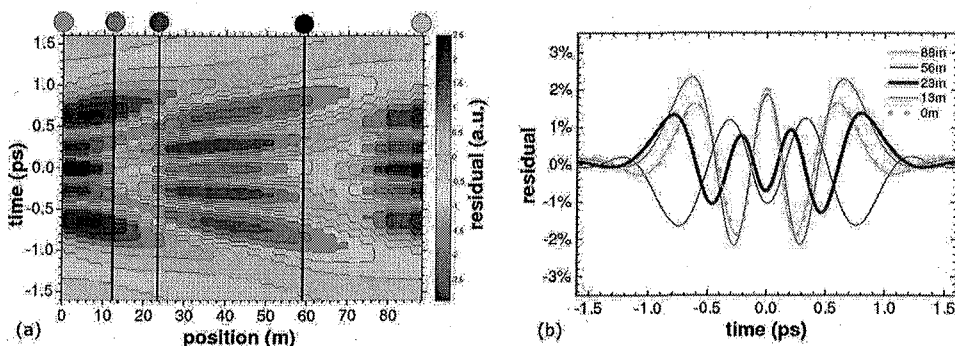 1.5
1.0
0.5
0.0
-0.5
-1.0
-1.5
time (ps)
0 10 20 30 40 50 60 70 80
position (m)
(a)
residual (a.u.)
3%
2%
1%
0%
-1%
-2%
-3%
residual
88m
56m
23m
13m
0m
-1.5 -1.0 -0.5 0.0 0.5 1.0 1.5
time (ps)
(b)